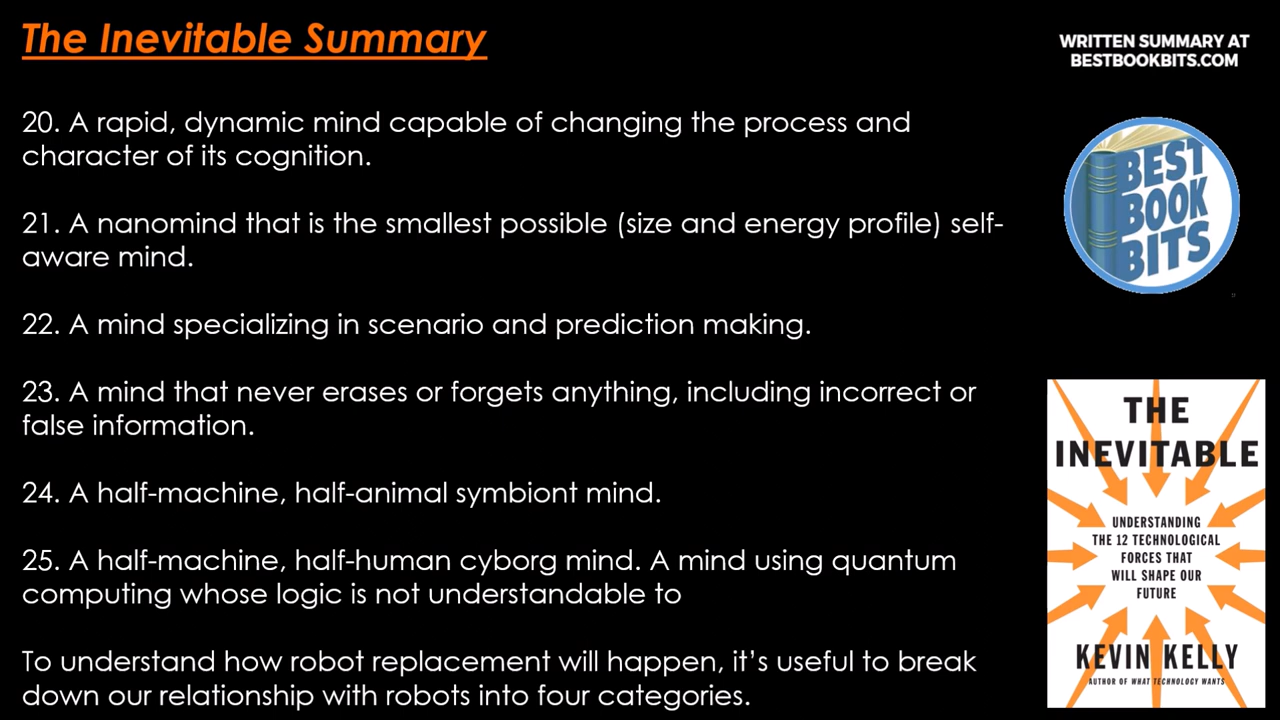 The Inevitable Summary
WRITTEN SUMMARY AT
BESTBOOKBITS.COM
20. A rapid, dynamic mind capable of changing the process and
character of its cognition.
21. A nanomind that is the smallest possible (size and energy profile) self-
aware mind.
22. A mind specializing in scenario and prediction making.
23. A mind that never erases or forgets anything, including incorrect or
false information.
24. A half-machine, half-animal symbiont mind.
25. A half-machine, half-human cyborg mind. A mind using quantum
computing whose logic is not understandable to
To understand how robot replacement will happen, it's useful to break
down our relationship with robots into four categories.
BEST
BOOK
BITS
THE
INEVITABLE
UNDERSTANDING
THE 12 TECHNOLOGICAL
FORCES THAT
WILL SHAPE OUR
FUTURE
KEVIN KELLY
AUTHOR OF WHAT TECHNOLOGY WANTS